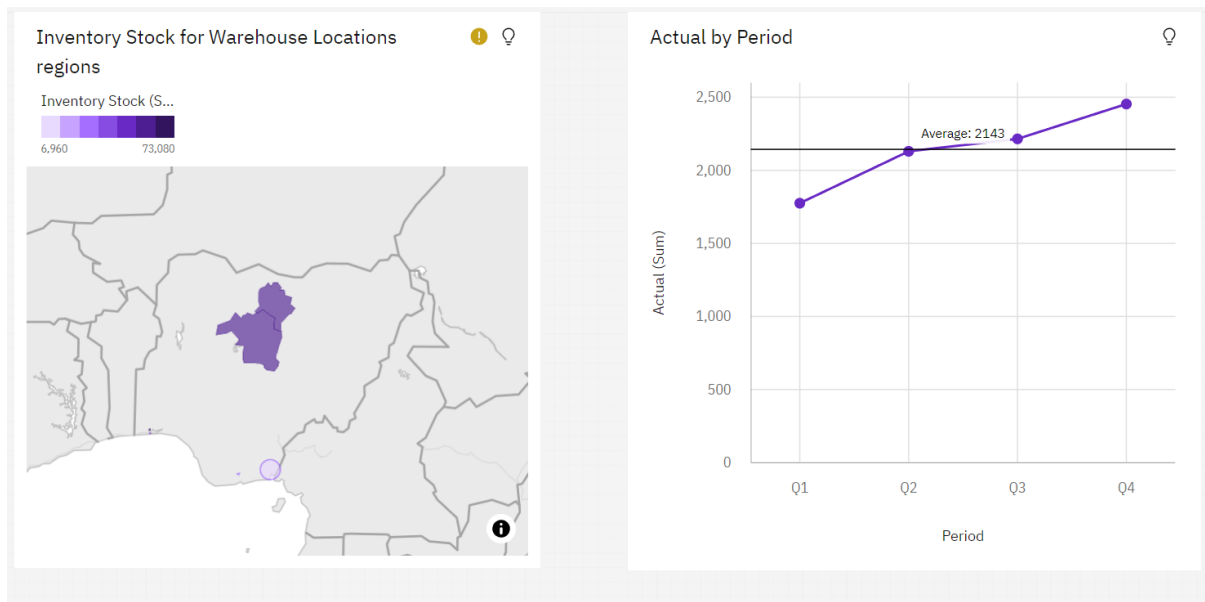 Inventory Stock for Warehouse Locations
regions
Inventory Stock (S...
6,960 73,080
Actual by Period
2,500
2,000
1,500
1,000
500
0
Actual (Sum)
Average: 2143
Q1 Q2 Q3 Q4
Period